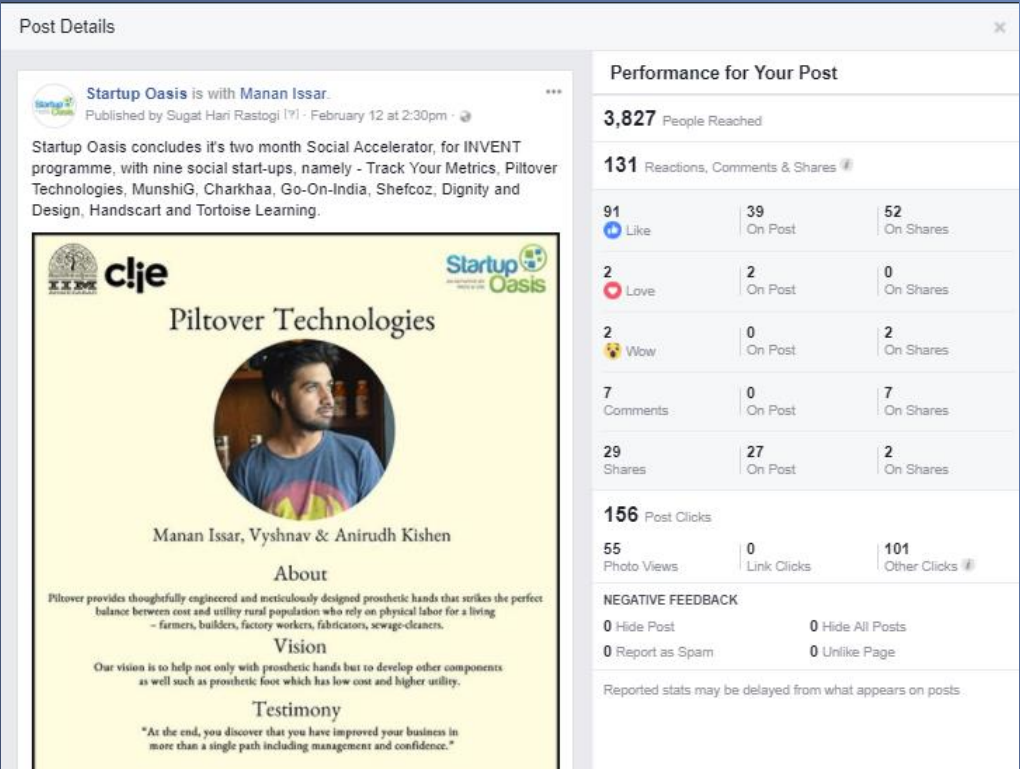 Post Details
Startup Oasis is with Manan Issar.
Published by Sugat Hari Rastogi [?] · February 12 at 2:30pm ·
Startup Oasis concludes it's two month Social Accelerator, for INVENT
programme, with nine social start-ups, namely - Track Your Metrics, Piltover
Technologies, MunshiG, Charkhaa, Go-On-India, Shefcoz, Dignity and
Design, Handscart and Tortoise Learning.
IIM
c!ie
Startup
Oasis
Piltover Technologies
Manan Issar, Vyshnav & Anirudh Kishen
About
Piltover provides thoughtfully engineered and meticulously designed prosthetic hands that strikes the perfect
balance between cost and utility rural population who rely on physical labor for a living
– farmers, builders, factory workers, fabricators, sewage-cleaners.
Vision
Our vision is to help not only with prosthetic hands but to develop other components
as well such as prosthetic foot which has low cost and higher utility.
Testimony
"At the end, you discover that you have improved your business in
more than a single path including management and confidence."
Performance for Your Post
3,827 People Reached
131 Reactions, Comments & Shares
91 39 52
Like On Post On Shares
2 2 0
Love On Post On Shares
2 0 2
Wow On Post On Shares
7 0 7
Comments On Post On Shares
29 27 2
Shares On Post On Shares
156 Post Clicks
55 0 101
Photo Views Link Clicks Other Clicks
NEGATIVE FEEDBACK
0 Hide Post 0 Hide All Posts
0 Report as Spam 0 Unlike Page
Reported stats may be delayed from what appears on posts